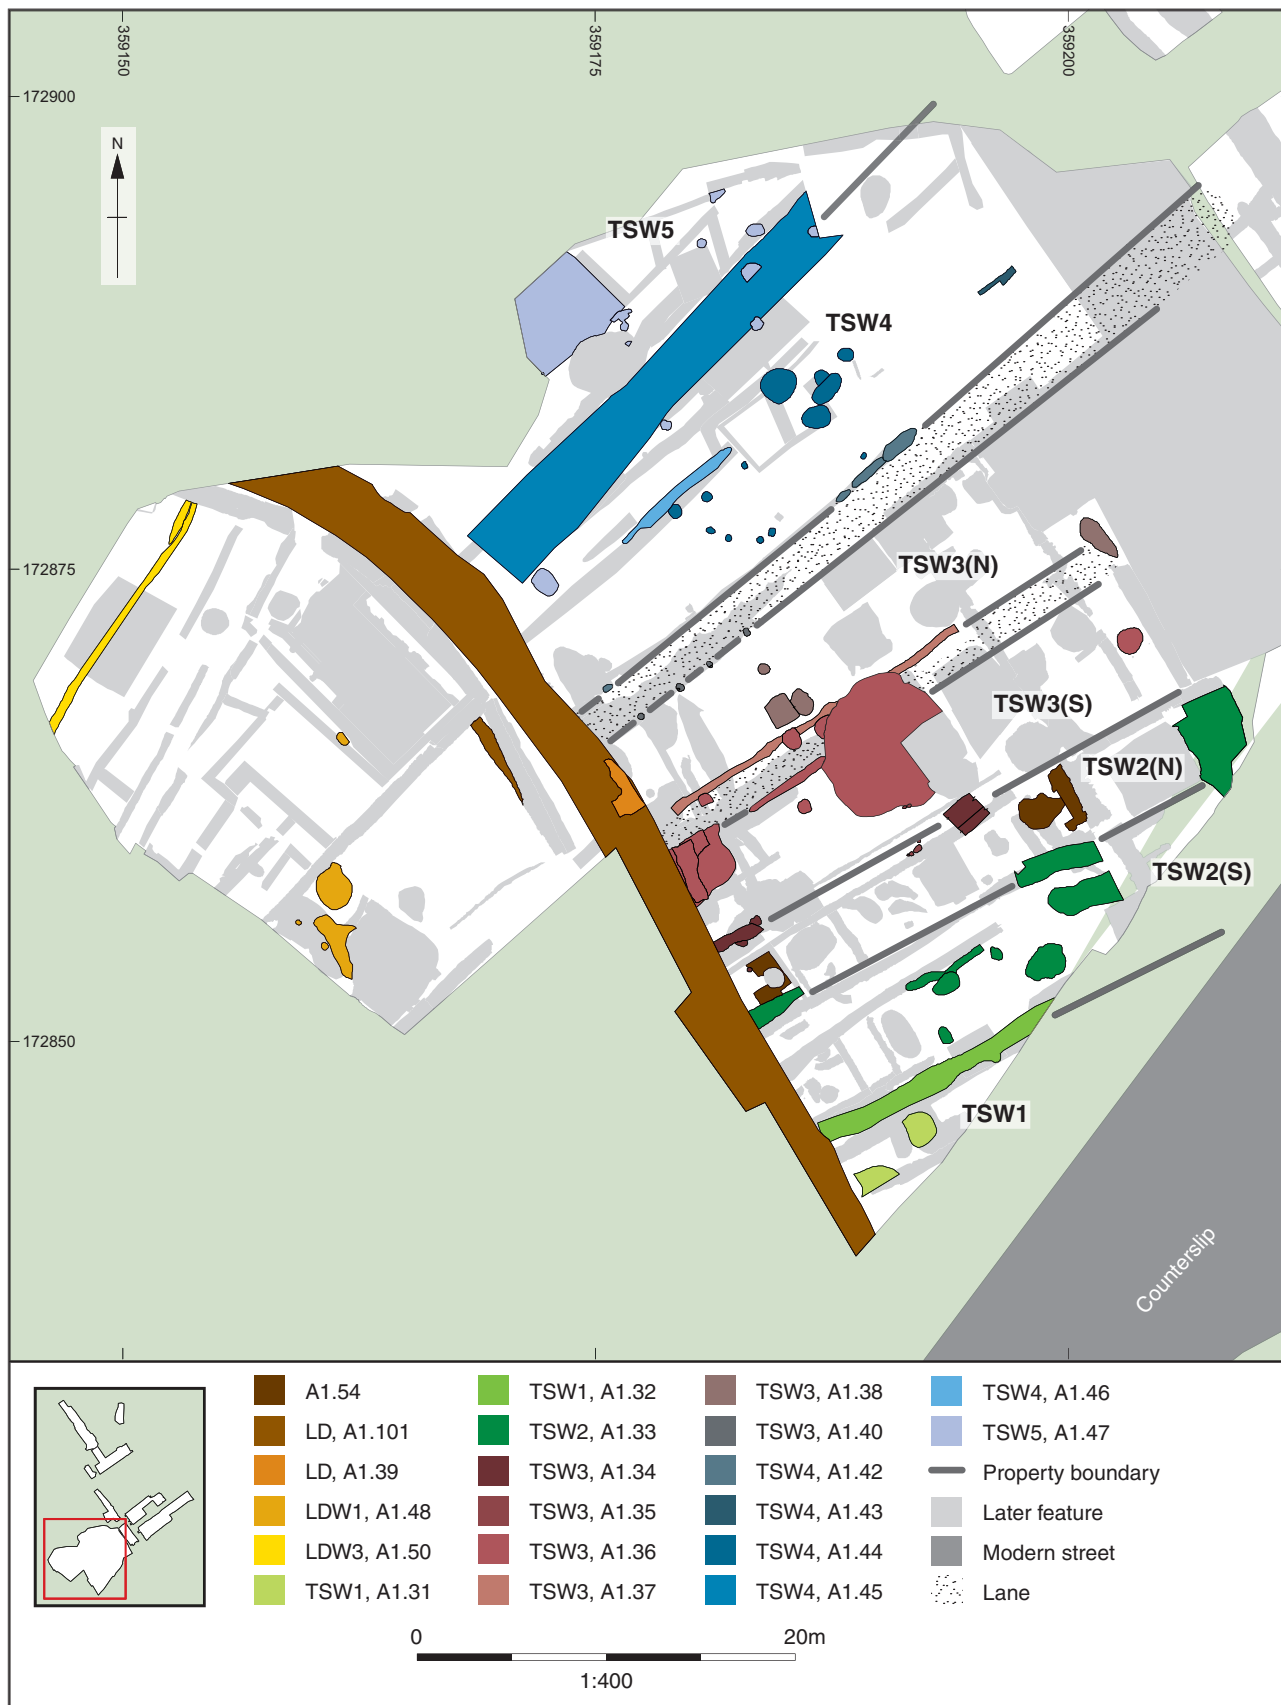 359150
359175
359200
172900
N
TSW5
TSW4
172875
TSW3(N)
TSW3(S)
TSW2(N)
TSW2(S)
172850
TSW1
Counterslip
A1.54
LD, A1.101
LD, A1.39
LDW1, A1.48
LDW3, A1.50
TSW1, A1.31
TSW1, A1.32
TSW2, A1.33
TSW3, A1.34
TSW3, A1.35
TSW3, A1.36
TSW3, A1.37
TSW3, A1.38
TSW3, A1.40
TSW4, A1.42
TSW4, A1.43
TSW4, A1.44
TSW4, A1.45
TSW4, A1.46
TSW5, A1.47
Property boundary
Later feature
Modern street
Lane
0 20m
1:400